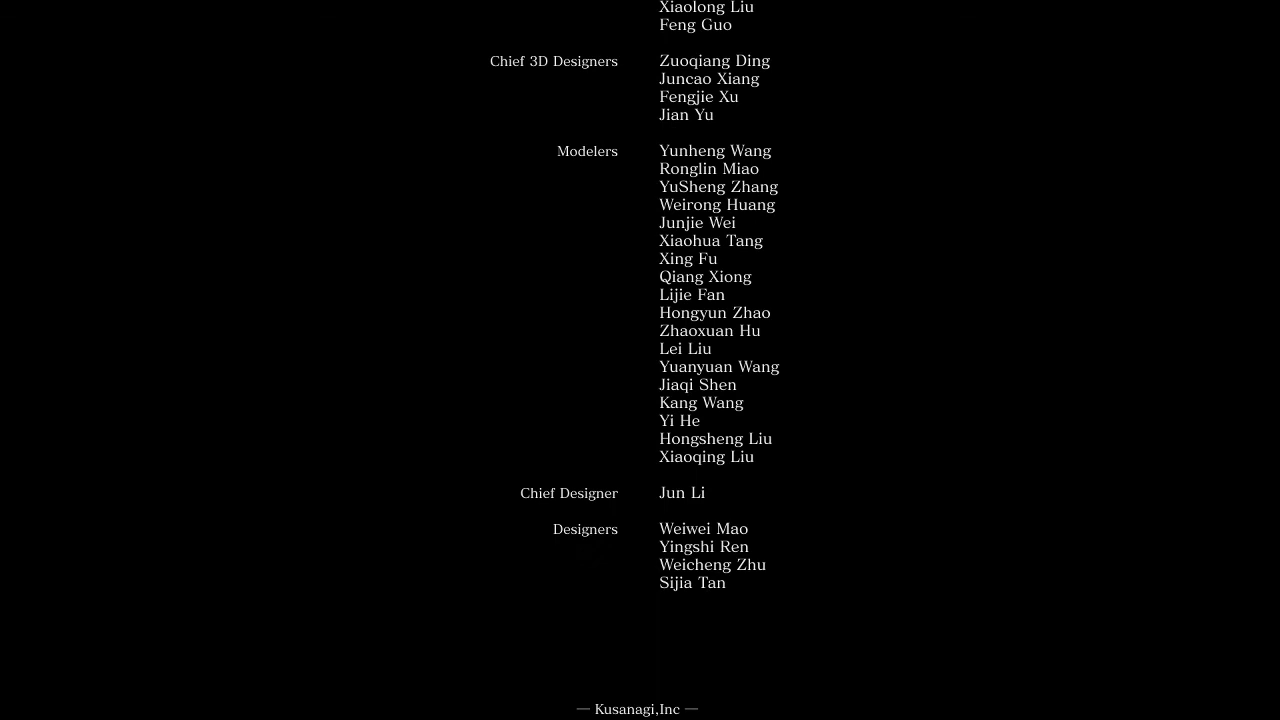 Xiaolong Liu
Feng Guo
Chief 3D Designers Zuoqiang Ding
Juncao Xiang
Fengjie Xu
Jian Yu
Modelers Yunheng Wang
Ronglin Miao
YuSheng Zhang
Weirong Huang
Junjie Wei
Xiaohua Tang
Xing Fu
Qiang Xiong
Lijie Fan
Hongyun Zhao
Zhaoxuan Hu
Lei Liu
Yuanyuan Wang
Jiaqi Shen
Kang Wang
Yi He
Hongsheng Liu
Xiaoqing Liu
Chief Designer Jun Li
Designers Weiwei Mao
Yingshi Ren
Weicheng Zhu
Sijia Tan
— Kusanagi,Inc —